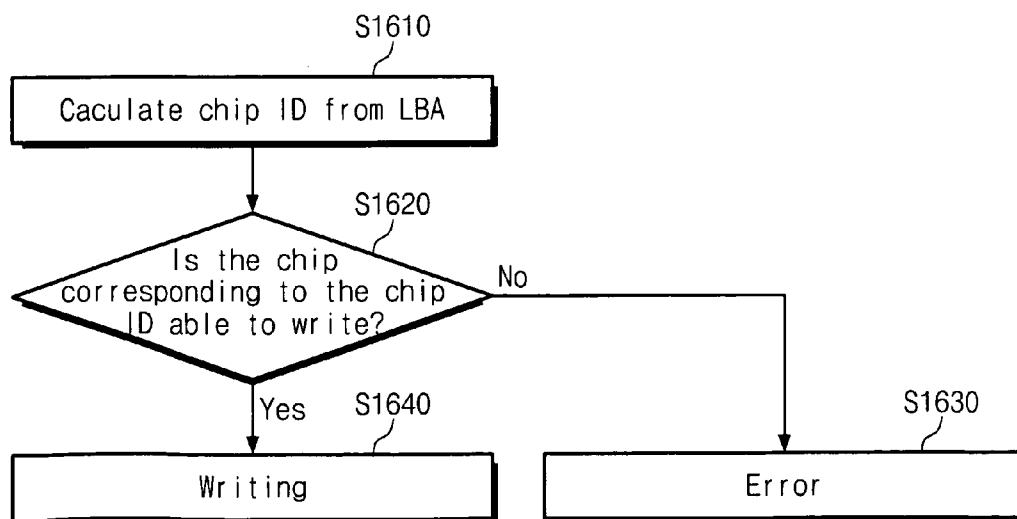 S1610
Caculate chip ID from LBA
S1620
Is the chip
corresponding to the chip
ID able to write?
No
Yes
S1640
S1630
Writing
Error